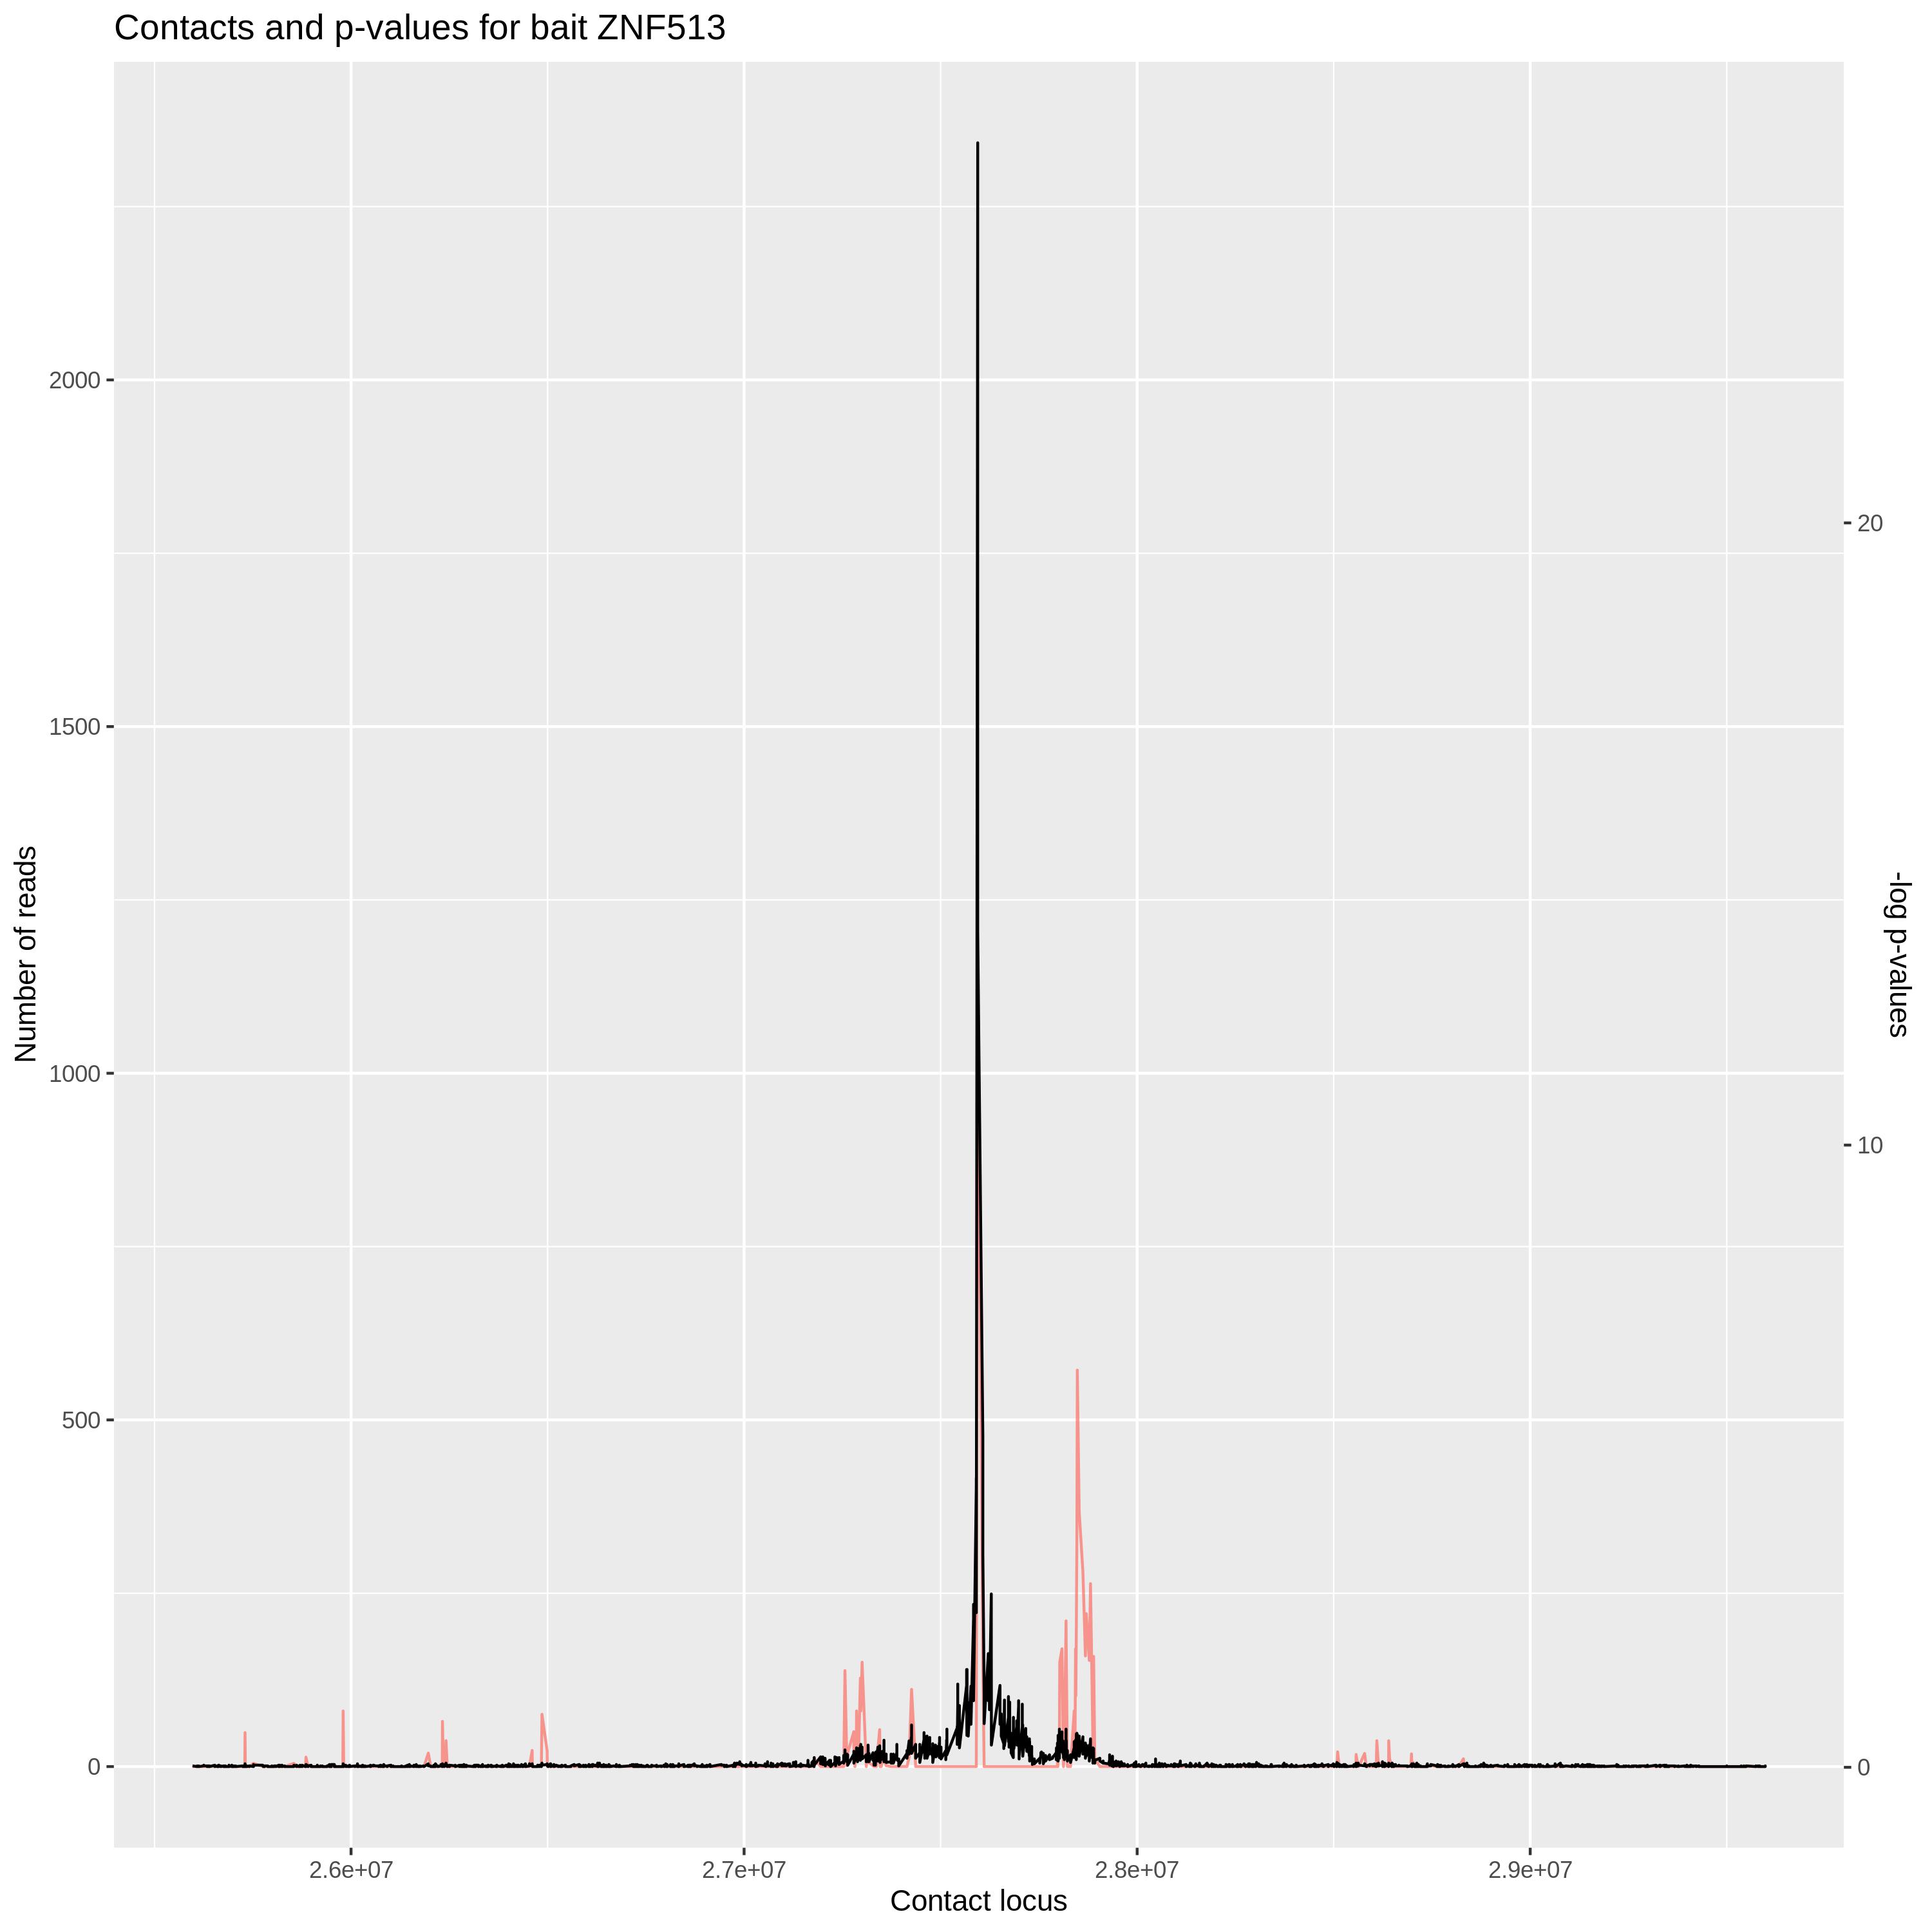 Contacts and p-values for bait ZNF513
2000
1500
1000
500
0
Number of reads
20
10
0
-log p-values
2.6e+07
2.7e+07
2.8e+07
2.9e+07
Contact locus